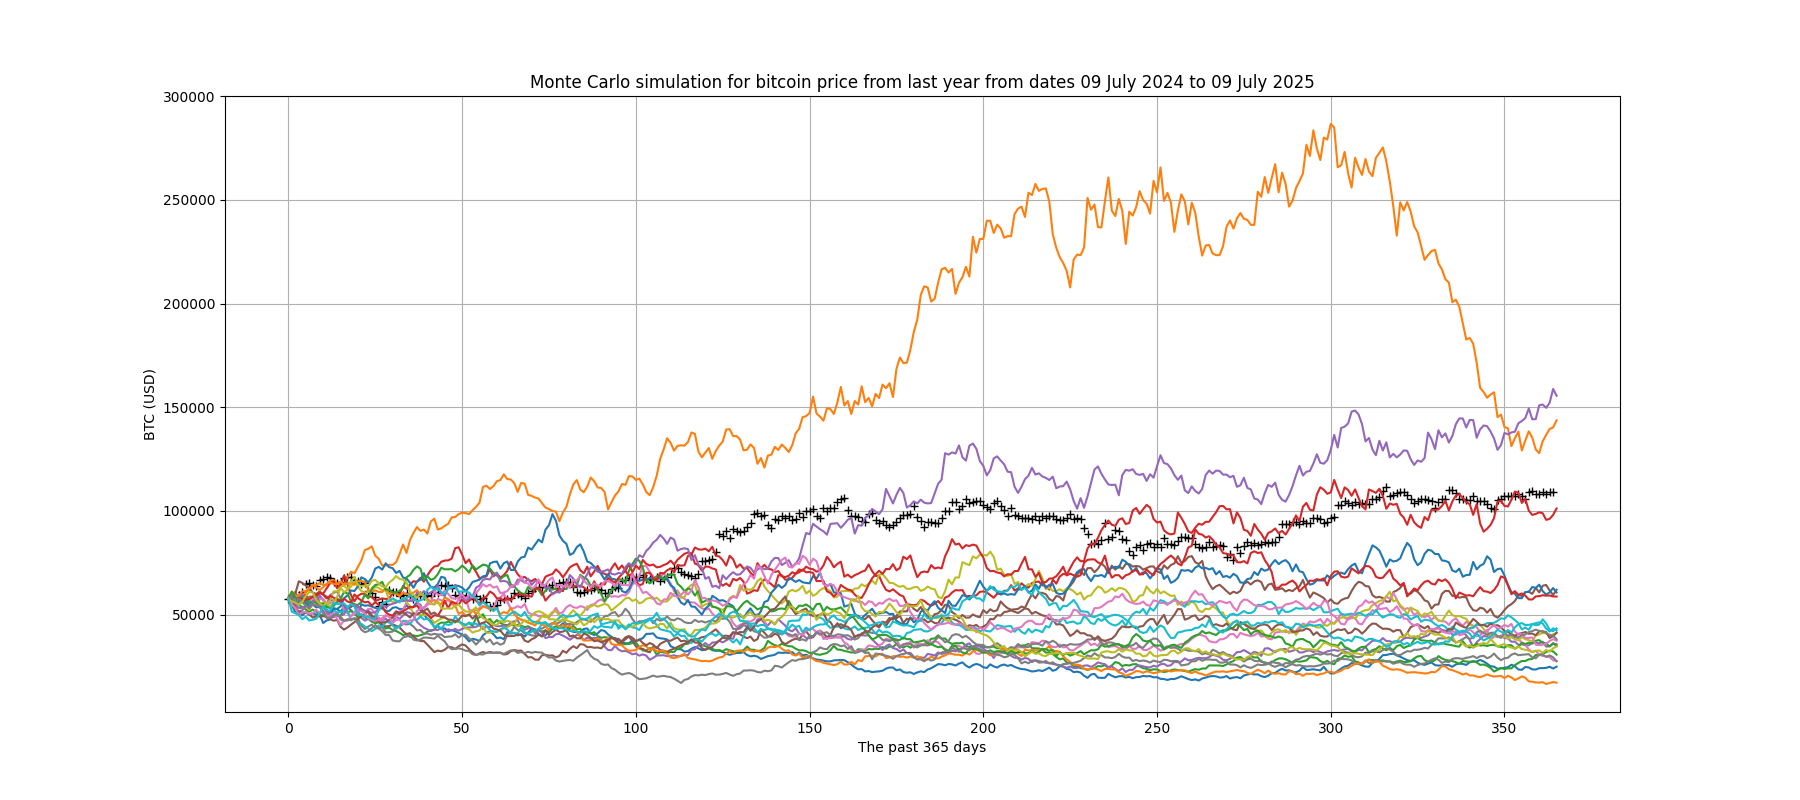 Monte Carlo simulation for bitcoin price from last year from dates 09 July 2024 to 09 July 2025
300000
250000
200000
150000
100000
50000
BTC (USD)
0 50 100 150 200 250 300 350
The past 365 days